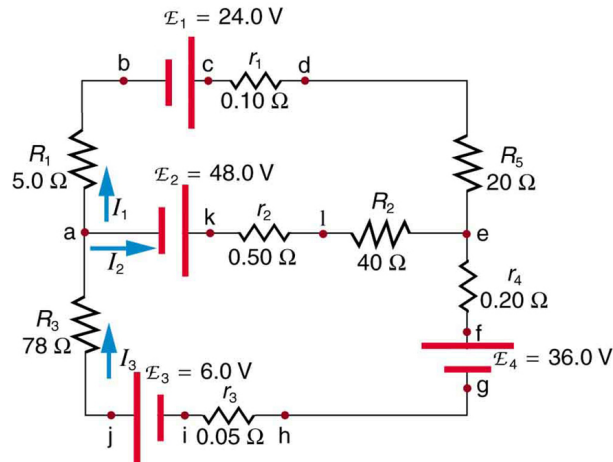 ℰ₁ = 24.0 V
b
c
r₁
d
0.10 Ω
R₁
5.0 Ω
I₁
ℰ₂ = 48.0 V
R₅
20 Ω
a
I₂
k
r₂
0.50 Ω
l
R₂
40 Ω
e
r₄
0.20 Ω
R₃
78 Ω
I₃
f
ℰ₄ = 36.0 V
g
ℰ₃ = 6.0 V
r₃
j
i
0.05 Ω
h